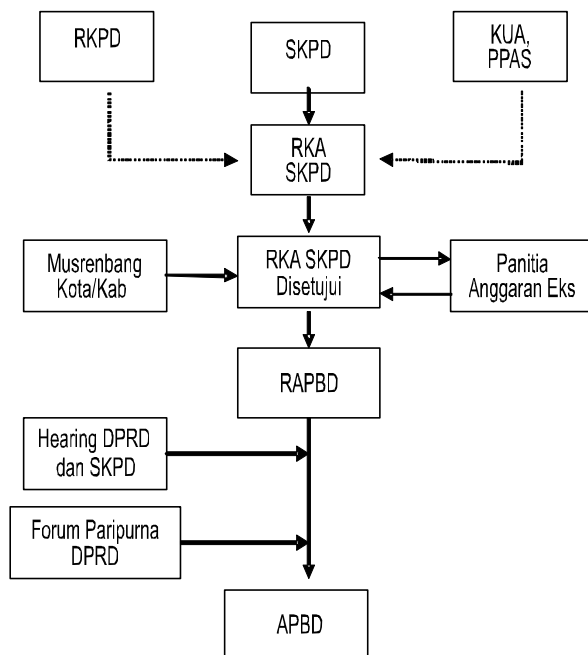 RKPD
SKPD
KUA,
PPAS
RKA
SKPD
Musrenbang
Kota/Kab
RKA SKPD
Disetujui
Panitia
Anggaran Eks
RAPBD
Hearing DPRD
dan SKPD
Forum Paripurna
DPRD
APBD